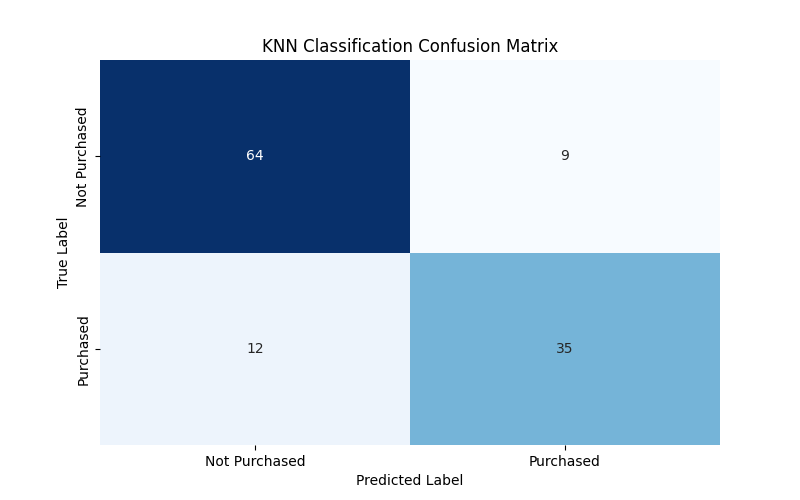 KNN Classification Confusion Matrix
True Label
Not Purchased
64
9
Purchased
12
35
Not Purchased
Purchased
Predicted Label